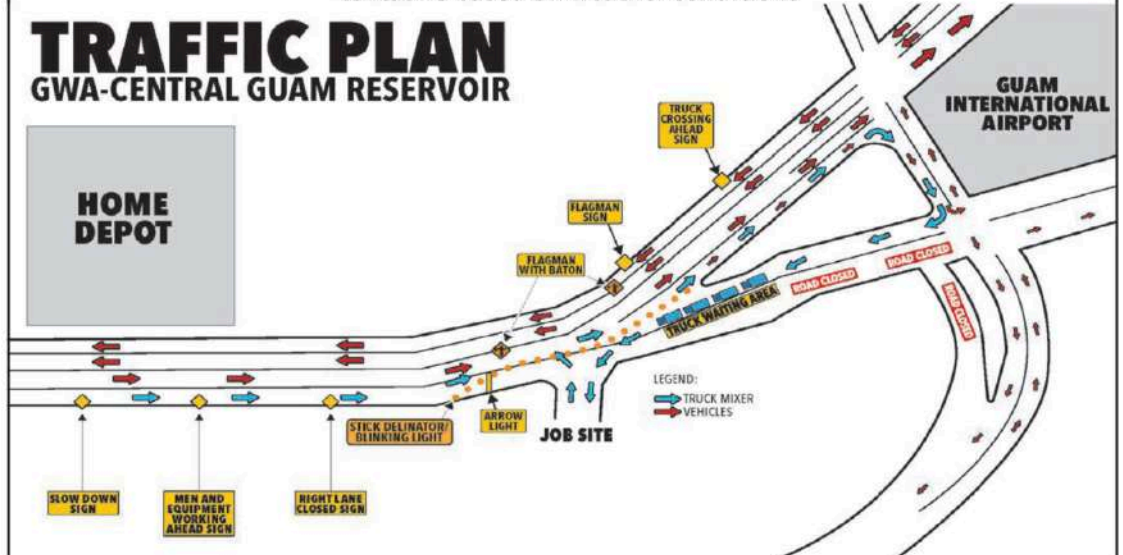 TRAFFIC PLAN
GWA-CENTRAL GUAM RESERVOIR
HOME
DEPOT
GUAM
INTERNATIONAL
AIRPORT
TRUCK
CROSSING
AHEAD
SIGN
FLAGMAN
SIGN
FLAGMAN
WITH BATON
ROAD CLOSED
ROAD CLOSED
ROAD CLOSED
TRUCK WAITING AREA
LEGEND:
TRUCK MIXER
VEHICLES
STICK DELINATOR/
BLINKING LIGHT
ARROW
LIGHT
JOB SITE
SLOW DOWN
SIGN
MEN AND
EQUIPMENT
WORKING
AHEAD SIGN
RIGHT LANE
CLOSED SIGN